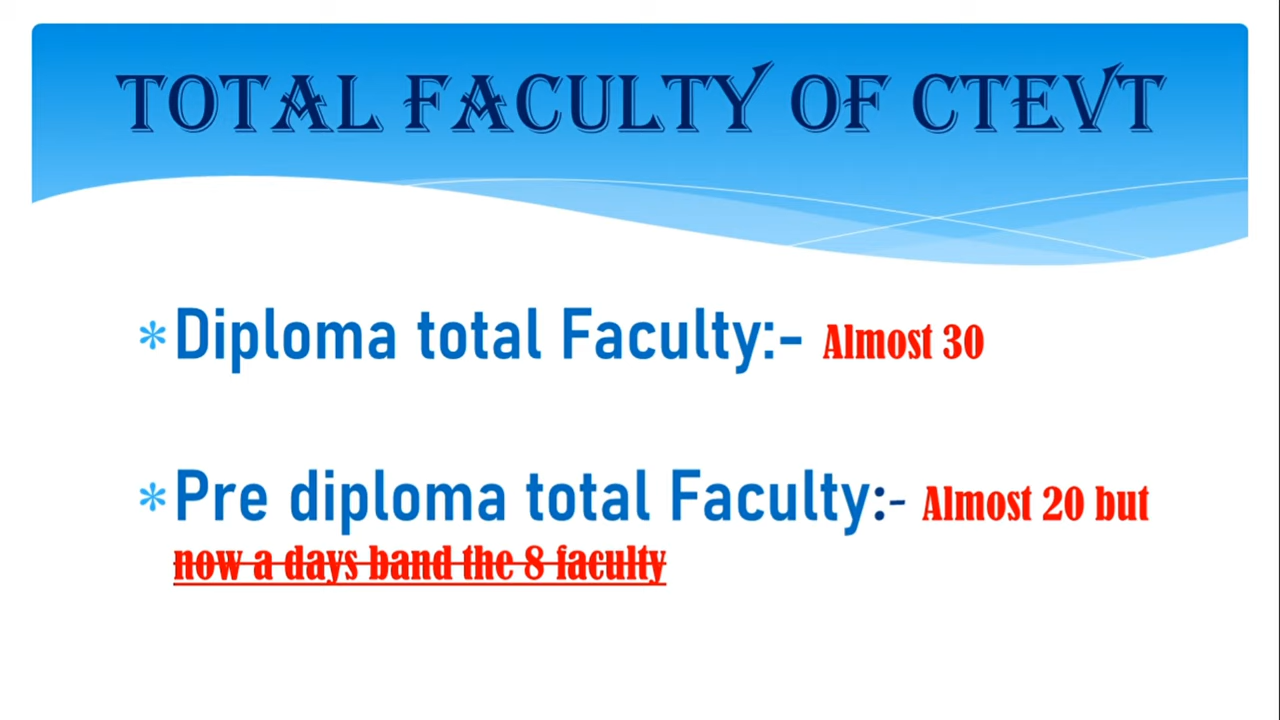 TOTAL FACULTY OF CTEVT
* Diploma total Faculty:- Almost 30
* Pre diploma total Faculty:- Almost 20 but
now a days band the 8 faculty